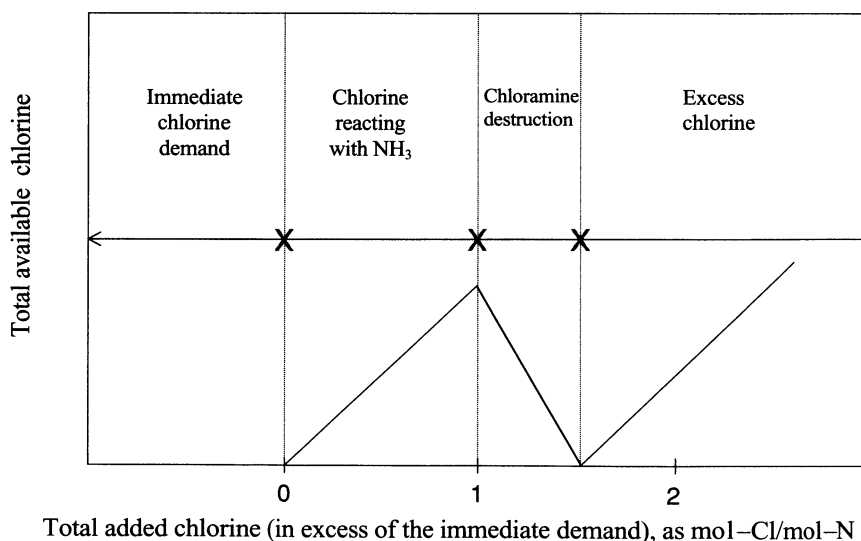 Immediate
chlorine
demand
Chlorine
reacting
with NH₃
Chloramine
destruction
Excess
chlorine
Total available chlorine
0
1
2
Total added chlorine (in excess of the immediate demand), as mol–Cl/mol–N